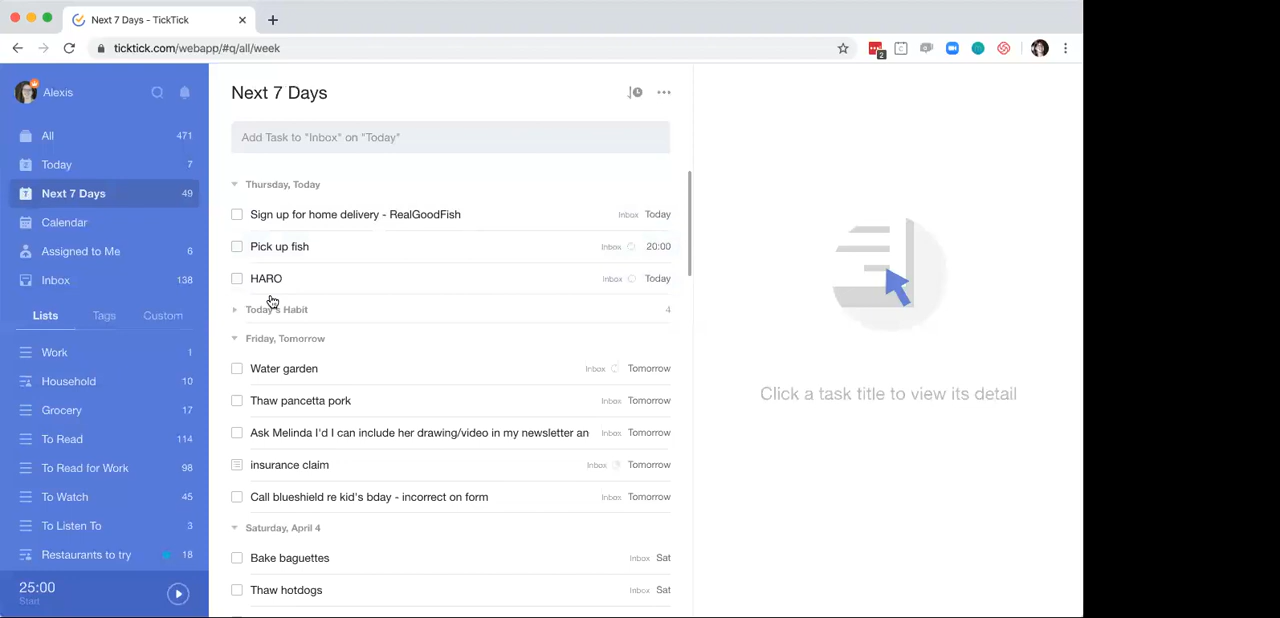 Next 7 Days - TickTick
ticktick.com/webapp/#q/all/week
2
Alexis
All 471
Today 7
Next 7 Days 49
Calendar
Assigned to Me 6
Inbox 138
Lists Tags Custom
Work 1
Household 10
Grocery 17
To Read 114
To Read for Work 98
To Watch 45
To Listen To 3
Restaurants to try 18
25:00
Start
Next 7 Days
Add Task to "Inbox" on "Today"
Thursday, Today
Sign up for home delivery - RealGoodFish Inbox Today
Pick up fish Inbox 20:00
HARO Inbox Today
Today's Habit 4
Friday, Tomorrow
Water garden Inbox Tomorrow
Thaw pancetta pork Inbox Tomorrow
Ask Melinda I'd I can include her drawing/video in my newsletter an Inbox Tomorrow
insurance claim Inbox Tomorrow
Call blueshield re kid's bday - incorrect on form Inbox Tomorrow
Saturday, April 4
Bake baguettes Inbox Sat
Thaw hotdogs Inbox Sat
Click a task title to view its detail